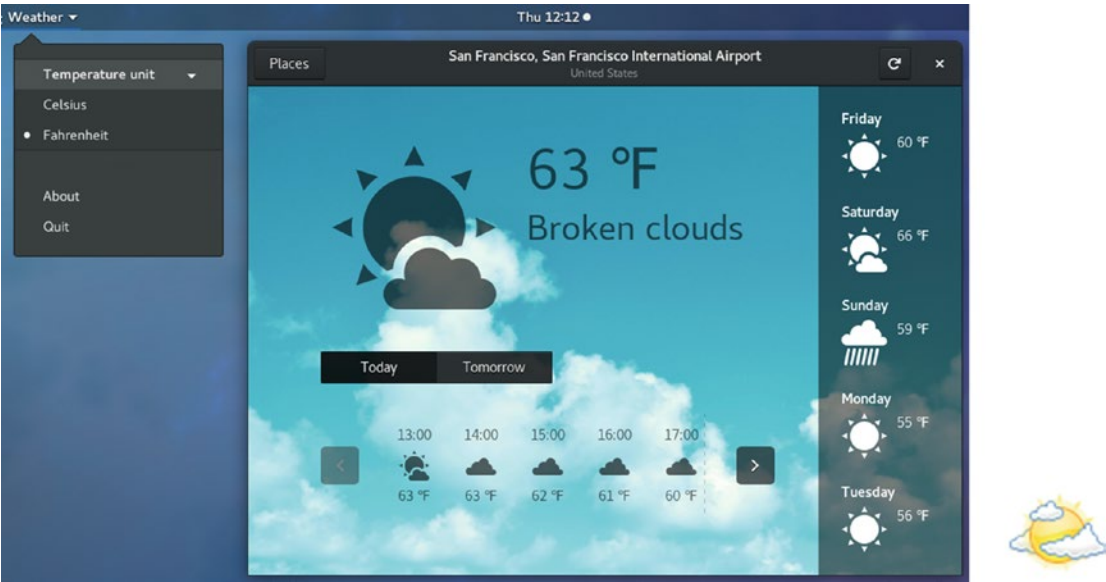 Weather
Thu 12:12
Temperature unit
Celsius
Fahrenheit
About
Quit
Places
San Francisco, San Francisco International Airport
United States
63 °F
Broken clouds
Today Tomorrow
13:00 14:00 15:00 16:00 17:00
63 °F 63 °F 62 °F 61 °F 60 °F
Friday
60 °F
Saturday
66 °F
Sunday
59 °F
Monday
55 °F
Tuesday
56 °F